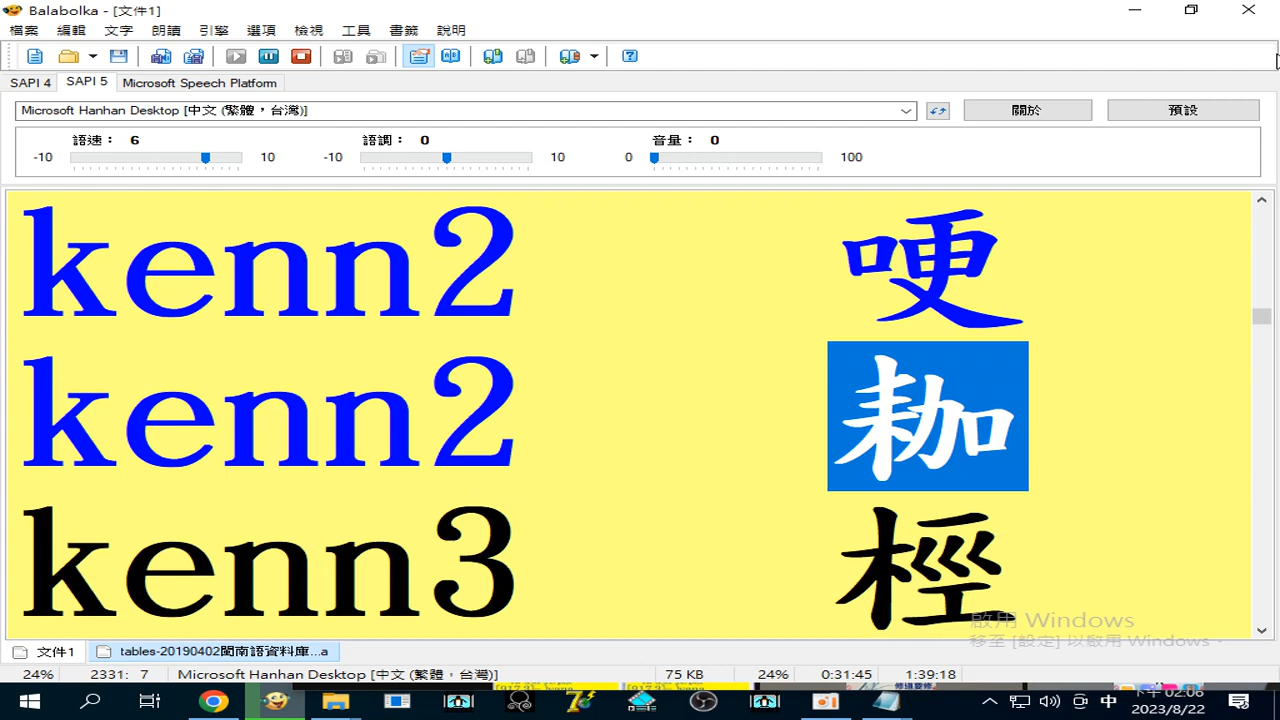 Balabolka - [文件1]
檔案 編輯 文字 朗讀 引擎 選項 檢視 工具 書籤 說明
SAPI 4 SAPI 5 Microsoft Speech Platform
Microsoft Hanhan Desktop [中文 (繁體，台灣)] 關於 預設
語速： 6 語調： 0 音量： 0
-10 10 -10 10 0 100
kenn2 哽
kenn2 耞
kenn3 桱
啟用 Windows
移至 [設定] 以啟用 Windows。
文件1 tables-20190402閩南語資料庫...a
24% 2331: 7 Microsoft Hanhan Desktop [中文 (繁體，台灣)] 75 KB 24% 0:31:45 1:39:18
中 下午 02:06
2023/8/22